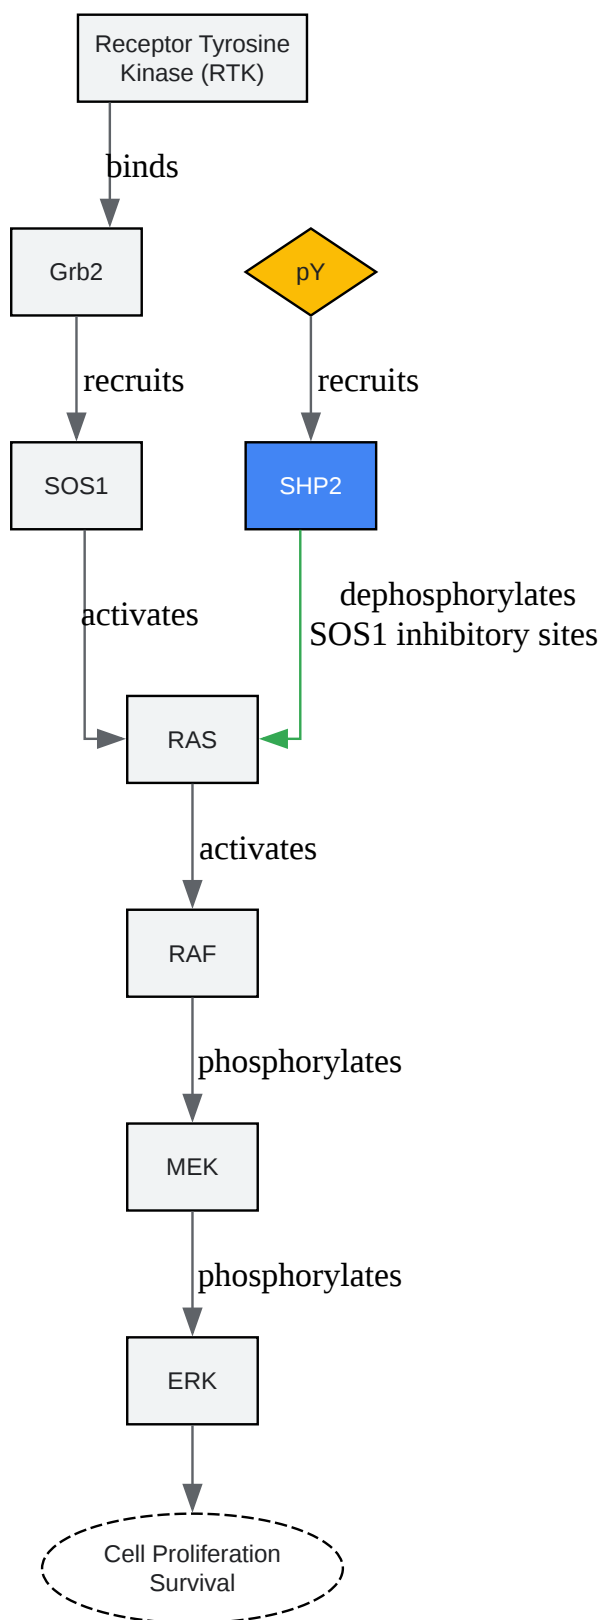 Receptor Tyrosine
Kinase (RTK)
binds
Grb2
pY
recruits
recruits
SOS1
SHP2
activates
dephosphorylates
SOS1 inhibitory sites
RAS
activates
RAF
phosphorylates
MEK
phosphorylates
ERK
Cell Proliferation
Survival